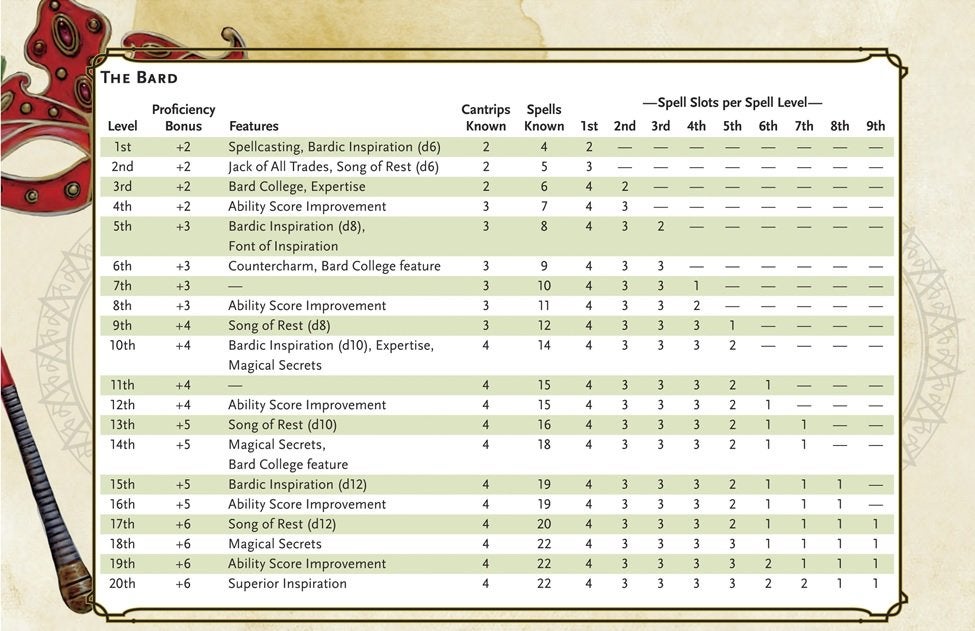 The Bard
—Spell Slots per Spell Level—
Proficiency Cantrips Spells
Level Bonus Features Known Known 1st 2nd 3rd 4th 5th 6th 7th 8th 9th
1st +2 Spellcasting, Bardic Inspiration (d6) 2 4 2 — — — — — — — —
2nd +2 Jack of All Trades, Song of Rest (d6) 2 5 3 — — — — — — — —
3rd +2 Bard College, Expertise 2 6 4 2 — — — — — — —
4th +2 Ability Score Improvement 3 7 4 3 — — — — — — —
5th +3 Bardic Inspiration (d8), 3 8 4 3 2 — — — — — —
Font of Inspiration
6th +3 Countercharm, Bard College feature 3 9 4 3 3 — — — — — —
7th +3 — 3 10 4 3 3 1 — — — — —
8th +3 Ability Score Improvement 3 11 4 3 3 2 — — — — —
9th +4 Song of Rest (d8) 3 12 4 3 3 3 1 — — — —
10th +4 Bardic Inspiration (d10), Expertise, 4 14 4 3 3 3 2 — — — —
Magical Secrets
11th +4 — 4 15 4 3 3 3 2 1 — — —
12th +4 Ability Score Improvement 4 15 4 3 3 3 2 1 — — —
13th +5 Song of Rest (d10) 4 16 4 3 3 3 2 1 1 — —
14th +5 Magical Secrets, 4 18 4 3 3 3 2 1 1 — —
Bard College feature
15th +5 Bardic Inspiration (d12) 4 19 4 3 3 3 2 1 1 1 —
16th +5 Ability Score Improvement 4 19 4 3 3 3 2 1 1 1 —
17th +6 Song of Rest (d12) 4 20 4 3 3 3 2 1 1 1 1
18th +6 Magical Secrets 4 22 4 3 3 3 3 1 1 1 1
19th +6 Ability Score Improvement 4 22 4 3 3 3 3 2 1 1 1
20th +6 Superior Inspiration 4 22 4 3 3 3 3 2 2 1 1